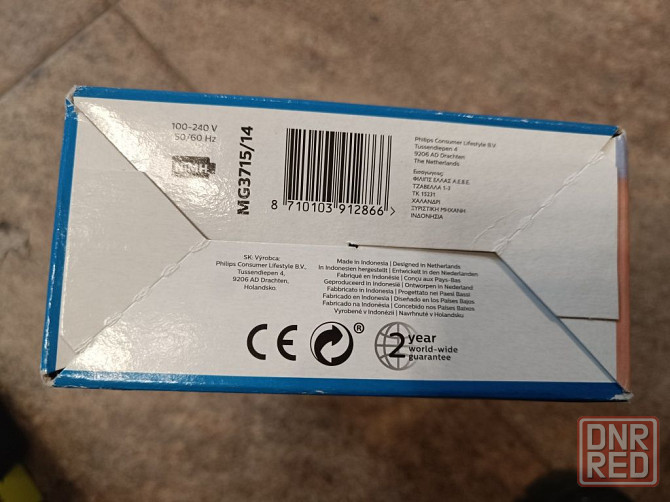 100-240 V
50/60 Hz
NiMH
MG3715/14
8 710103 912866 >
Philips Consumer Lifestyle B.V.
Tussendiepen 4
9206 AD Drachten
The Netherlands
Εισαγωγέας:
ΦΙΛΙΠΣ ΕΛΛΑΣ Α.Ε.Β.Ε.
ΤΖΑΒΕΛΛΑ 1-3
ΤΚ 15231
ΧΑΛΑΝΔΡΙ
ΞΥΡΙΣΤΙΚΗ ΜΗΧΑΝΗ
ΙΝΔΟΝΗΣΙΑ
SK: Výrobca:
Philips Consumer Lifestyle B.V.,
Tussendiepen 4,
9206 AD Drachten,
Holandsko.
Made in Indonesia | Designed in Netherlands
In Indonesien hergestellt | Entwickelt in den Niederlanden
Fabriqué en Indonésie | Conçu aux Pays-Bas
Geproduceerd in Indonesië | Ontworpen in Nederland
Fabbricato in Indonesia | Progettato nei Paesi Bassi
Fabricado en Indonesia | Diseñado en los Países Bajos
Fabricado na Indonésia | Concebido nos Países Baixos
Vyrobené v Indonézii | Navrhnuté v Holandsku
CE
®
2 year
world-wide
guarantee
DNR
RED